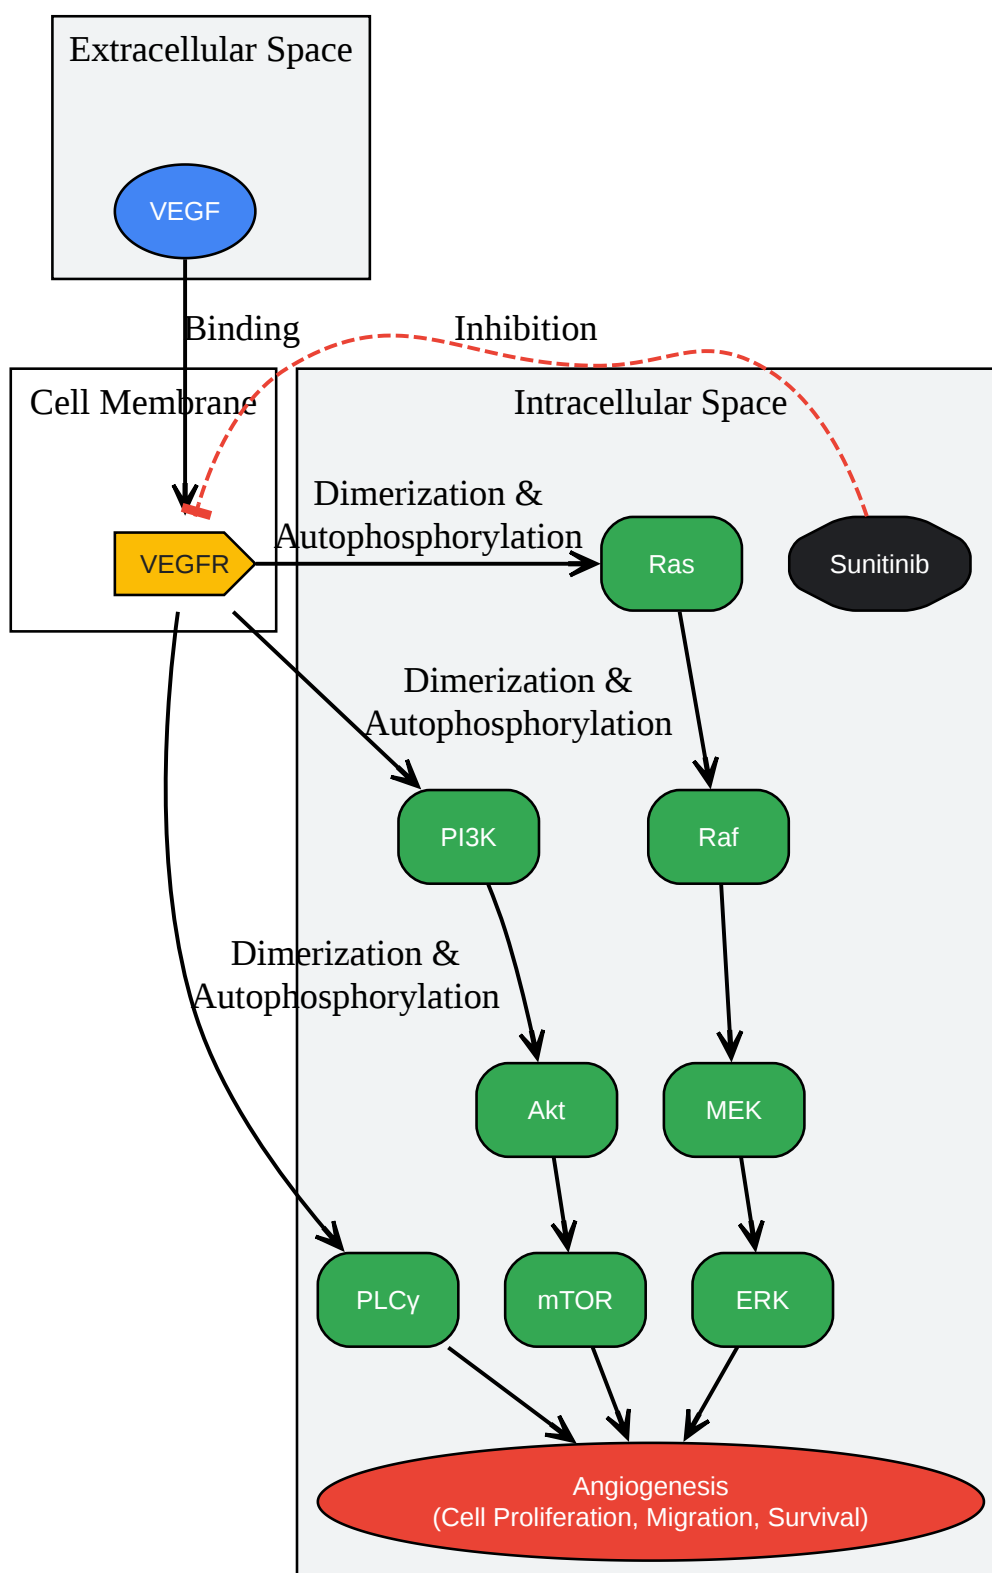 Extracellular Space
VEGF
Binding
Inhibition
Cell Membrane
Intracellular Space
Dimerization &
Autophosphorylation
VEGFR
Ras
Sunitinib
Dimerization &
Autophosphorylation
PI3K
Raf
Dimerization &
Autophosphorylation
Akt
MEK
PLCγ
mTOR
ERK
Angiogenesis
(Cell Proliferation, Migration, Survival)